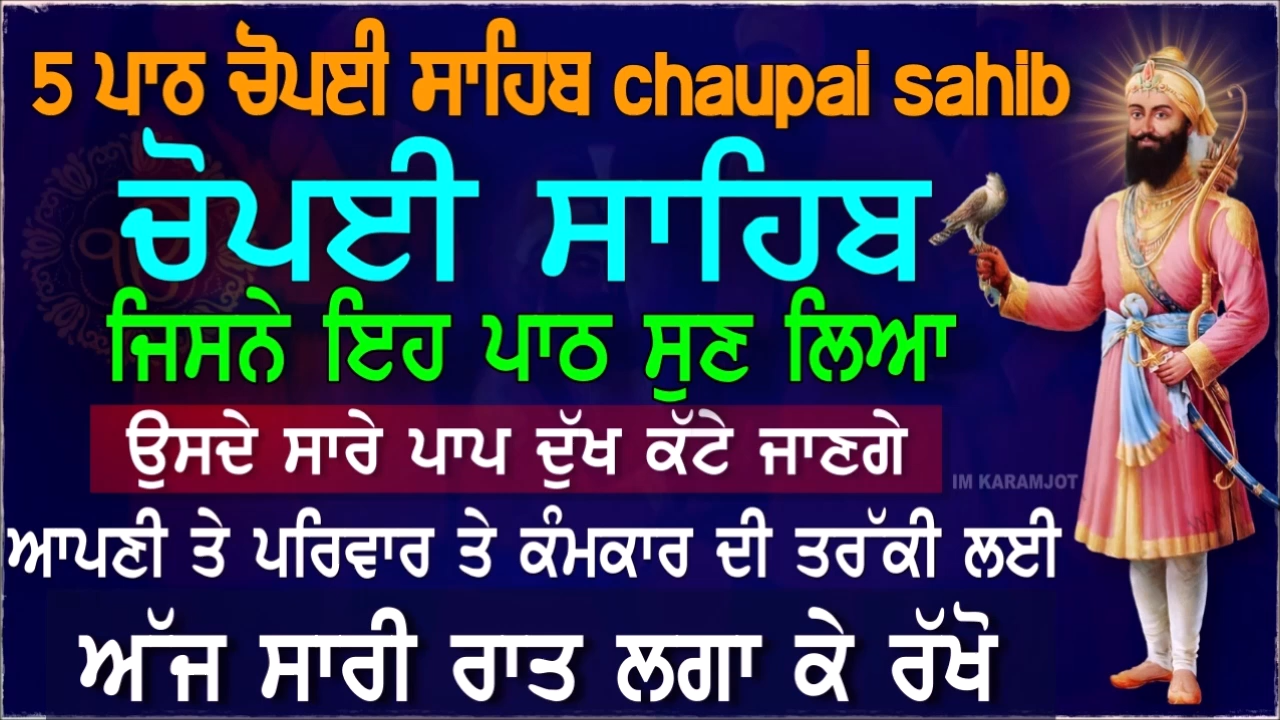 5 ਪਾਠ ਚੋਪਈ ਸਾਹਿਬ chaupai sahib
ਚੋਪਈ ਸਾਹਿਬ
ਜਿਸਨੇ ਇਹ ਪਾਠ ਸੁਣ ਲਿਆ
ਉਸਦੇ ਸਾਰੇ ਪਾਪ ਦੁੱਖ ਕੱਟੇ ਜਾਣਗੇ
IM KARAMJOT
ਆਪਣੀ ਤੇ ਪਰਿਵਾਰ ਤੇ ਕੰਮਕਾਰ ਦੀ ਤਰੱਕੀ ਲਈ
ਅੱਜ ਸਾਰੀ ਰਾਤ ਲਗਾ ਕੇ ਰੱਖੋ